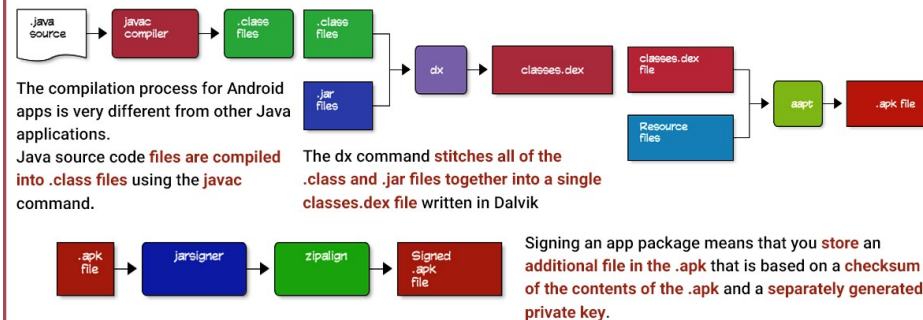 .java
source
javac
compiler
.class
files
.class
files
.jar
files
dx
classes.dex
classes.dex
file
Resource
files
aapt
.apk file
The compilation process for Android
apps is very different from other Java
applications.
Java source code files are compiled
into .class files using the javac
command.
The dx command stitches all of the
.class and .jar files together into a single
classes.dex file written in Dalvik
.apk
file
jarsigner
zipalign
Signed
.apk
file
Signing an app package means that you store an
additional file in the .apk that is based on a checksum
of the contents of the .apk and a separately generated
private key.